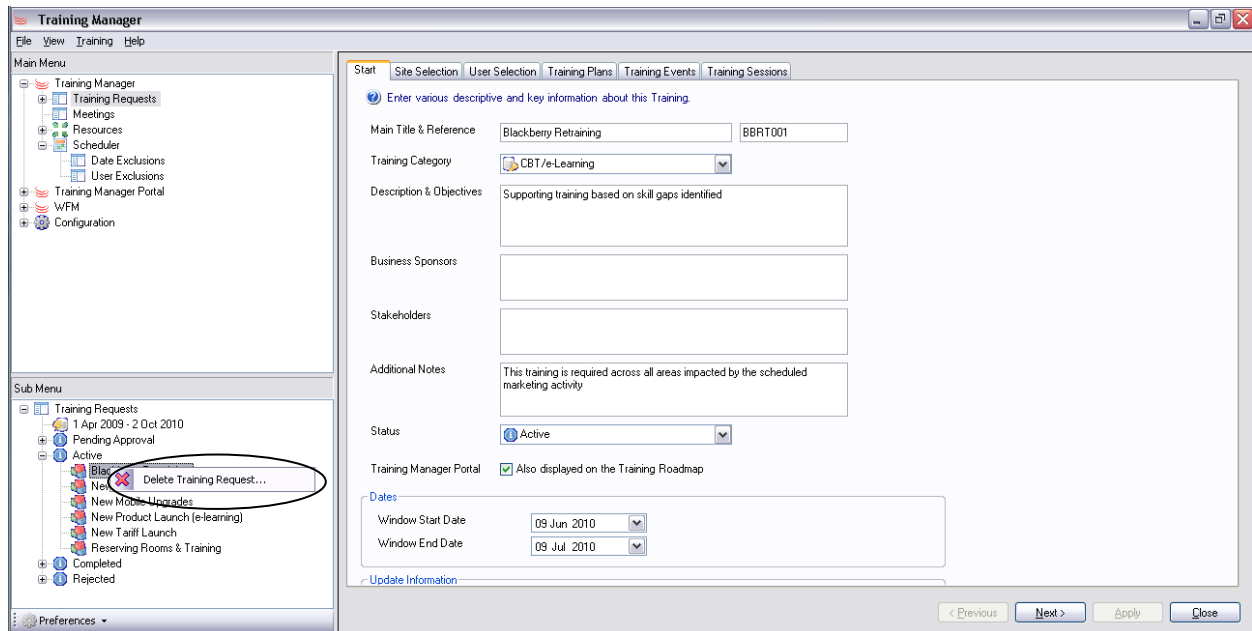 Training Manager
File View Training Help
Main Menu
Training Manager
Training Requests
Meetings
Resources
Scheduler
Date Exclusions
User Exclusions
Training Manager Portal
WFM
Configuration
Sub Menu
Training Requests
1 Apr 2009 - 2 Oct 2010
Pending Approval
Active
Delete Training Request...
New Mobile Upgrades
New Product Launch (e-learning)
New Tariff Launch
Reserving Rooms & Training
Completed
Rejected
Preferences
Start Site Selection User Selection Training Plans Training Events Training Sessions
Enter various descriptive and key information about this Training.
Main Title & Reference Blackberry Retraining BBRT001
Training Category CBT/e-Learning
Description & Objectives Supporting training based on skill gaps identified
Business Sponsors
Stakeholders
Additional Notes This training is required across all areas impacted by the scheduled
marketing activity
Status Active
Training Manager Portal Also displayed on the Training Roadmap
Dates
Window Start Date 09 Jun 2010
Window End Date 09 Jul 2010
Update Information
< Previous Next > Apply Close